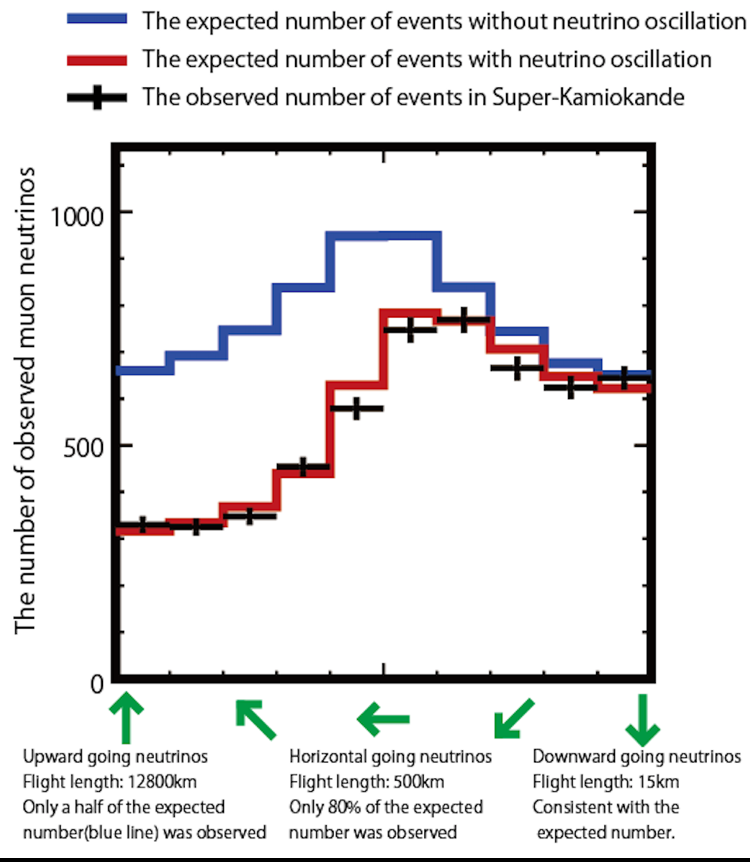 The expected number of events without neutrino oscillation
The expected number of events with neutrino oscillation
The observed number of events in Super-Kamiokande
The number of observed muon neutrinos
1000
500
0
Upward going neutrinos
Flight length: 12800km
Only a half of the expected
number(blue line) was observed
Horizontal going neutrinos
Flight length: 500km
Only 80% of the expected
number was observed
Downward going neutrinos
Flight length: 15km
Consistent with the
expected number.